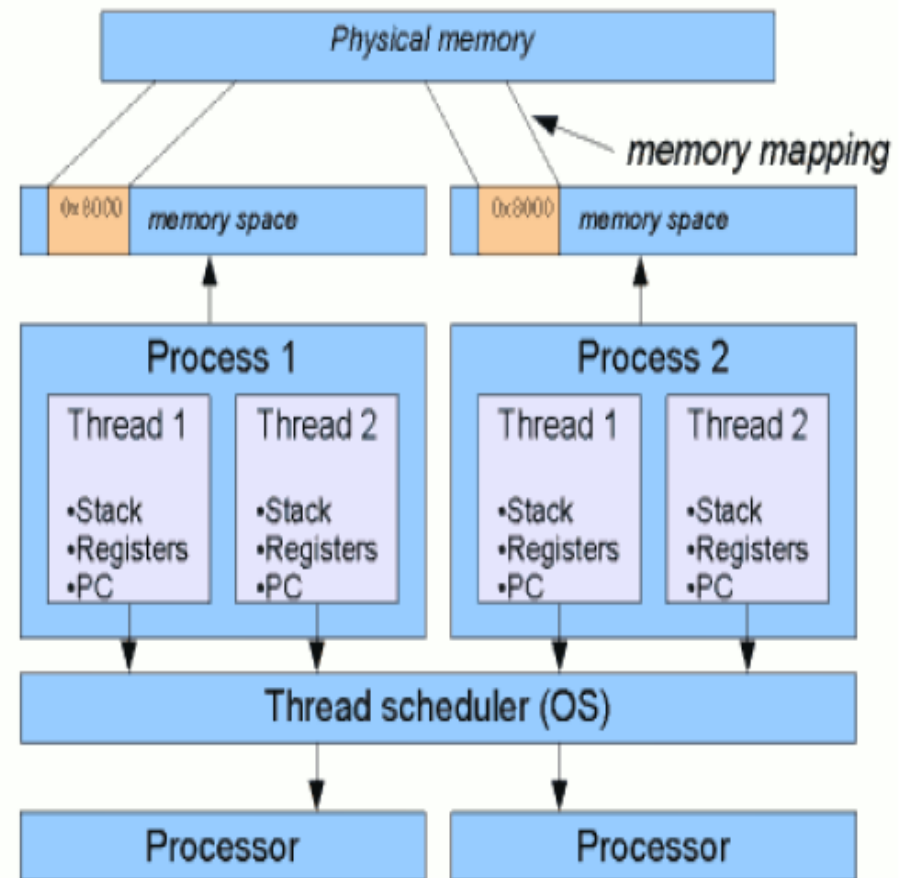 Physical memory
memory mapping
0x8000 memory space
0x8000 memory space
Process 1
Thread 1
•Stack
•Registers
•PC
Thread 2
•Stack
•Registers
•PC
Process 2
Thread 1
•Stack
•Registers
•PC
Thread 2
•Stack
•Registers
•PC
Thread scheduler (OS)
Processor
Processor